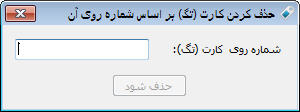 حذف کردن کارت (تگ) بر اساس شماره روی آن
شماره روی کارت (تگ):
حذف شود